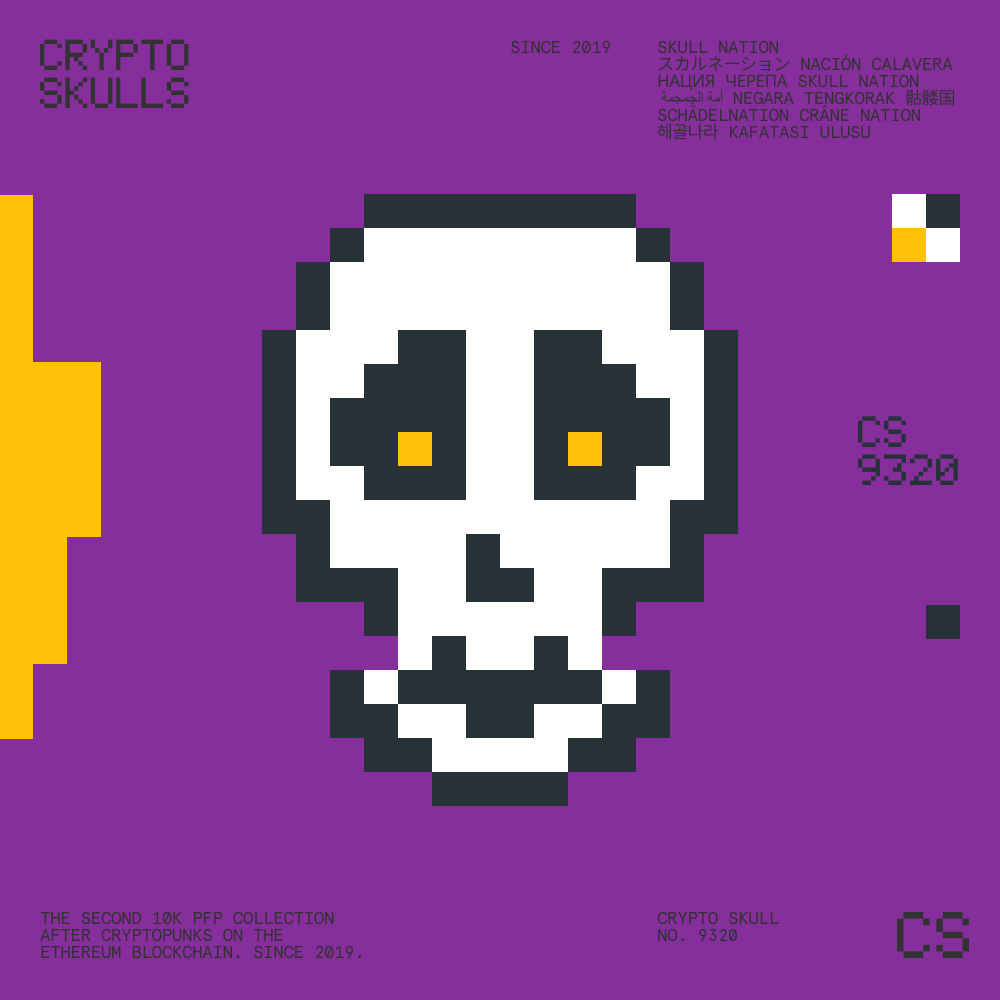 CRYPTO
SKULLS
SINCE 2019
SKULL NATION
スカルネーション NACIÓN CALAVERA
НАЦИЯ ЧЕРЕПА SKULL NATION
أمة الجمجمة NEGARA TENGKORAK 骷髅国
SCHÄDELNATION CRÂNE NATION
해골나라 KAFATASI ULUSU
CS
9320
THE SECOND 10K PFP COLLECTION
AFTER CRYPTOPUNKS ON THE
ETHEREUM BLOCKCHAIN. SINCE 2019.
CRYPTO SKULL
NO. 9320
CS